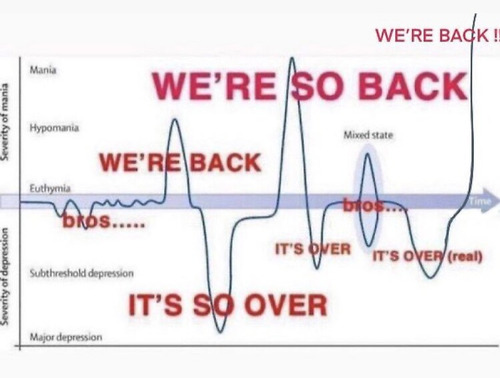 WE'RE BACK !!
Mania
WE'RE SO BACK
Severity of mania
Hypomania
Mixed state
WE'RE BACK
Euthymia
bros....
Time
bros.....
IT'S OVER
IT'S OVER (real)
Severity of depression
Subthreshold depression
IT'S SO OVER
Major depression